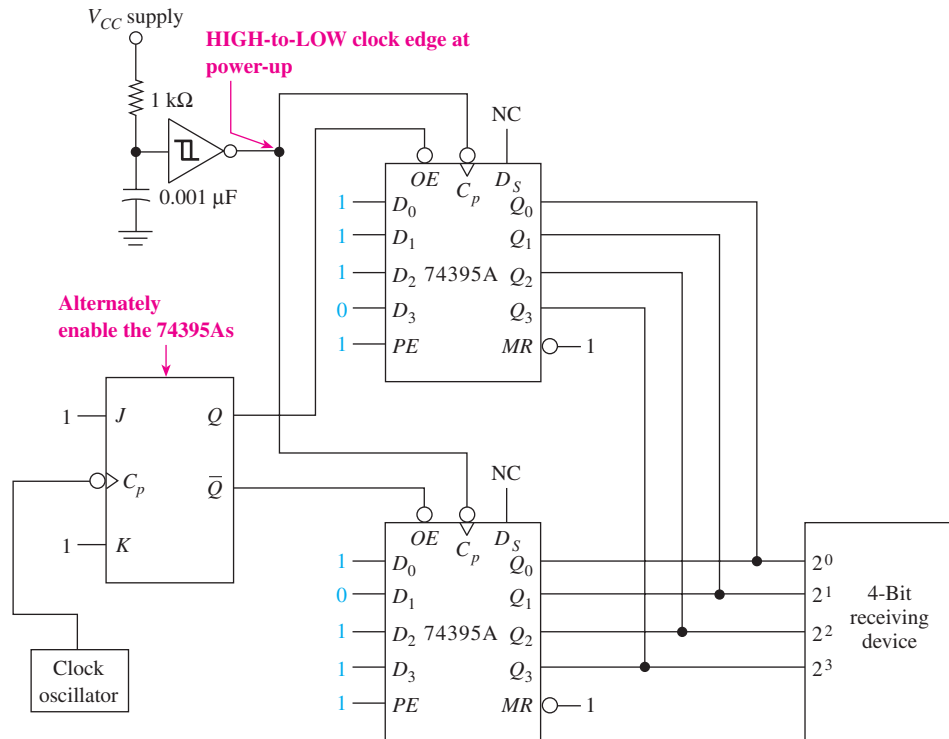 V_CC supply
HIGH-to-LOW clock edge at
power-up
1 kΩ
0.001 μF
NC
OE
C_p
D_S
1 D_0 Q_0
1 D_1 Q_1
1 D_2 74395A Q_2
0 D_3 Q_3
1 PE MR 1
Alternately
enable the 74395As
1 J Q
C_p Q̅
1 K
Clock
oscillator
NC
OE
C_p
D_S
1 D_0 Q_0
0 D_1 Q_1
1 D_2 74395A Q_2
1 D_3 Q_3
1 PE MR 1
2^0
2^1
2^2
2^3
4-Bit
receiving
device